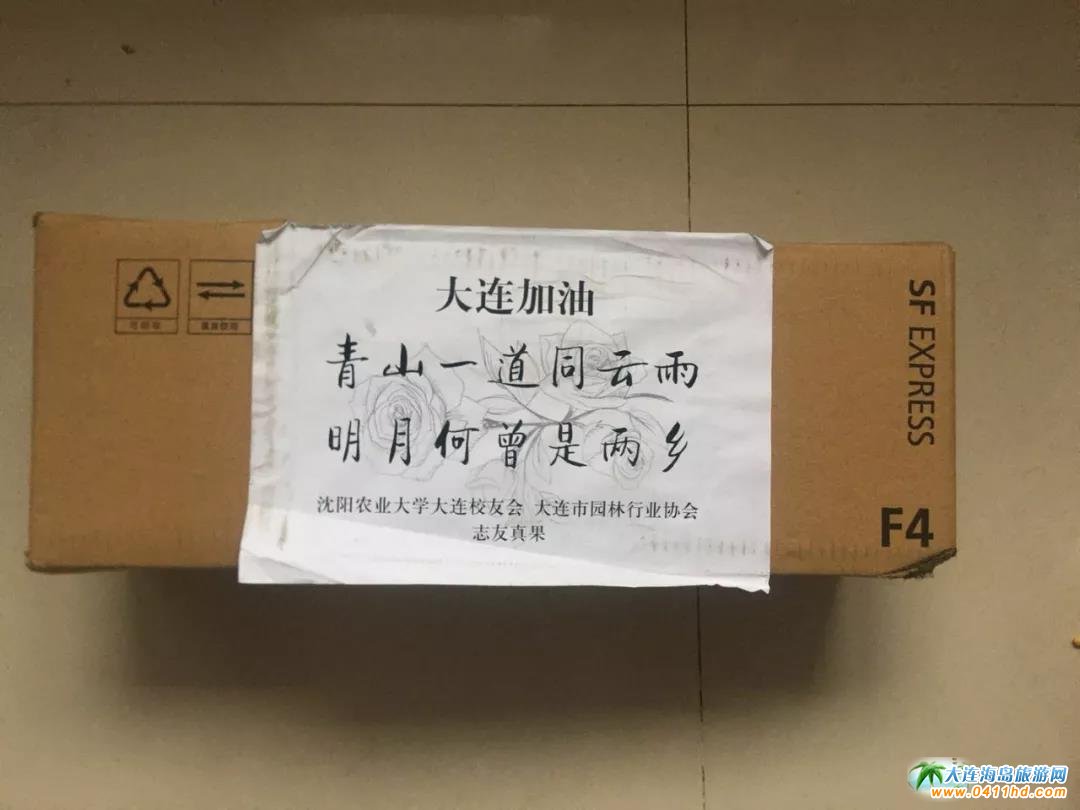 大连加油
青山一道同云雨
明月何曾是两乡
沈阳农业大学大连校友会 大连市园林行业协会
志友真果
SF EXPRESS
F4
大连海岛旅游网
www.0411hd.com